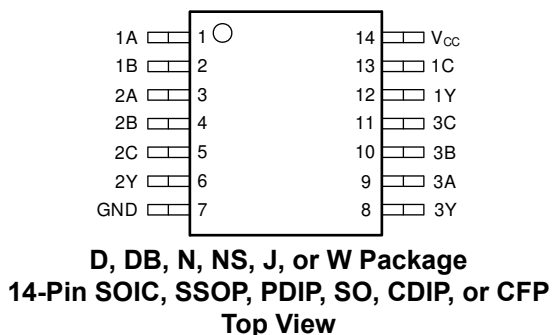 1A 1 14 VCC
1B 2 13 1C
2A 3 12 1Y
2B 4 11 3C
2C 5 10 3B
2Y 6 9 3A
GND 7 8 3Y
D, DB, N, NS, J, or W Package
14-Pin SOIC, SSOP, PDIP, SO, CDIP, or CFP
Top View